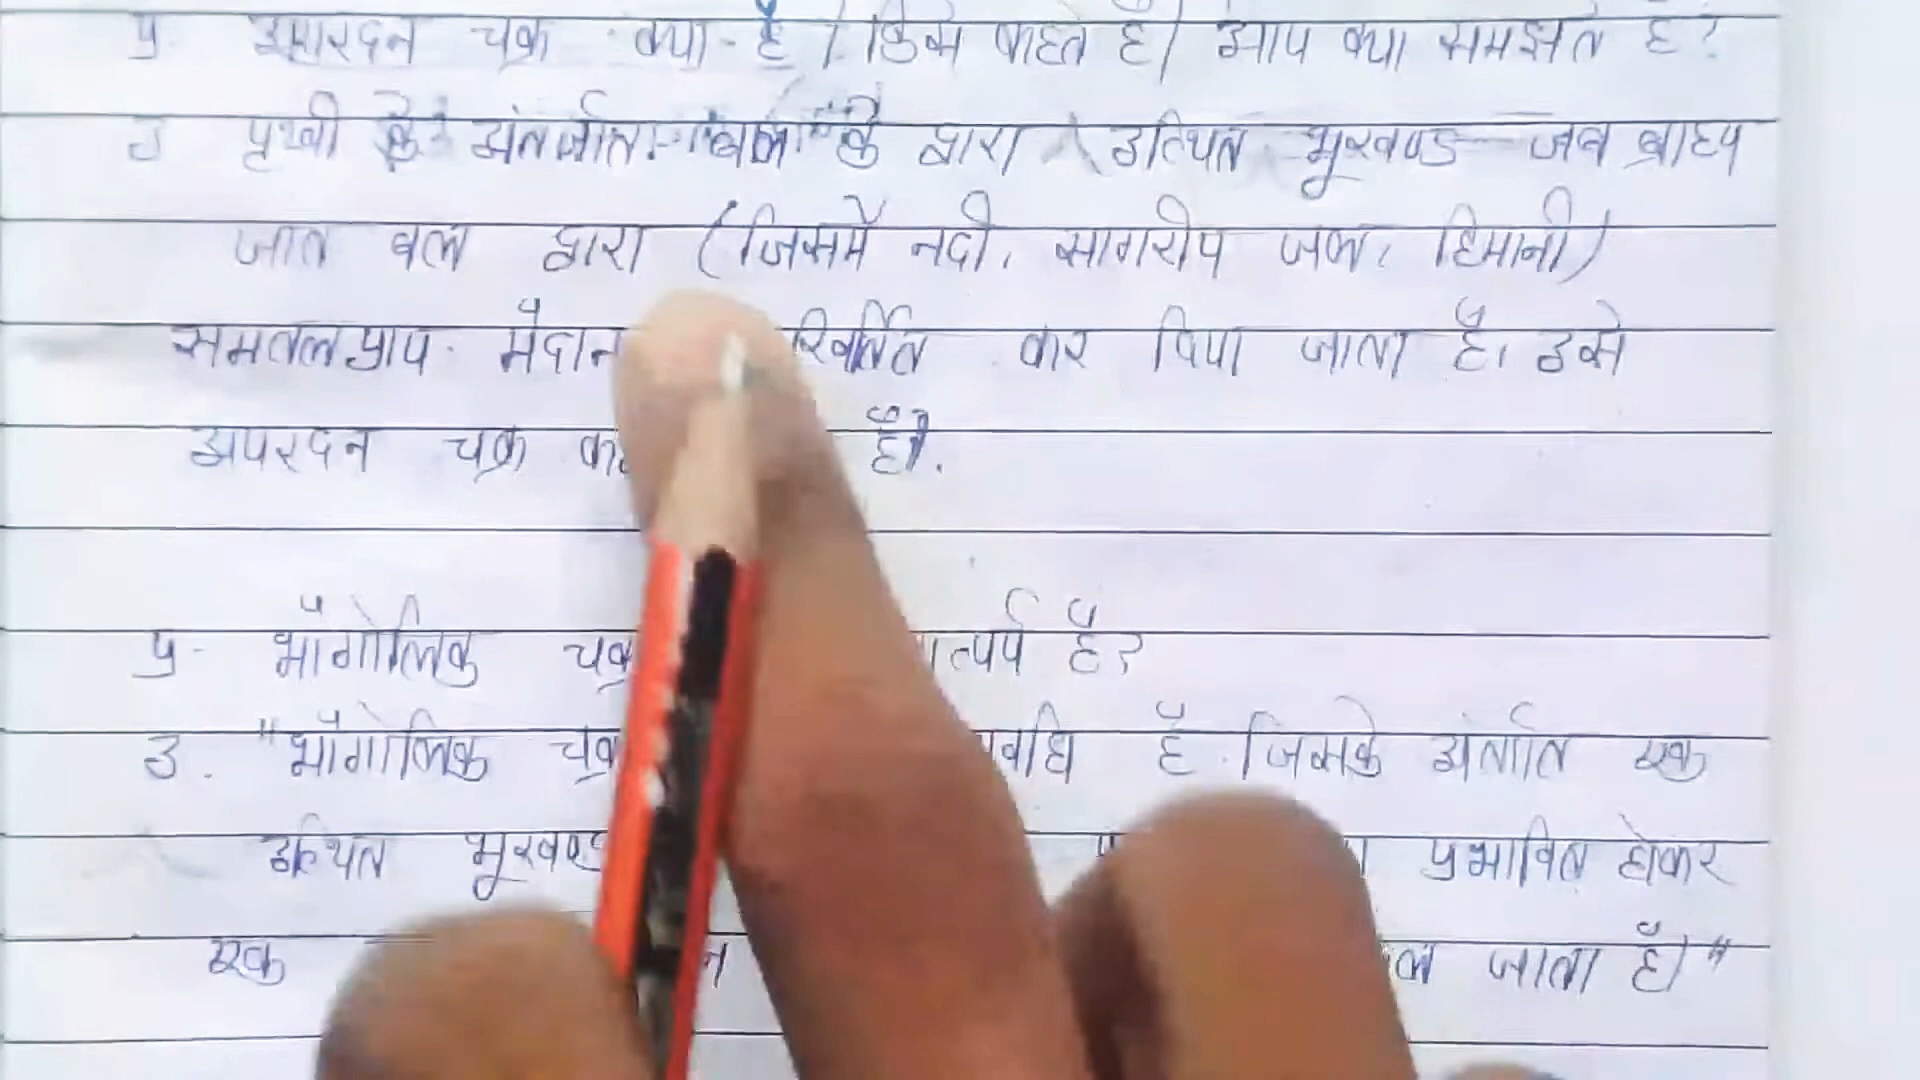 प्र. अपरदन चक्र क्या है / किसे कहते है / आप क्या समझते है?
उ पृथ्वी के अंतर्जात बल के द्वारा उत्थित भूखण्ड जब ब्राह्य
जात बल द्वारा (जिसमें नदी, सागरीय जल, हिमानी)
समतलप्राय मैदान रिवर्तित कर दिया जाता है। इसे
अपरदन चक्र है।
प्र. भौगोलिक चक्र ात्पर्य है?
उ. "भौगोलिक चक्र वधि है जिसके अंतर्गत एक
उत्थित भूखण्ड प्रभावित होकर
एक जाता है।"